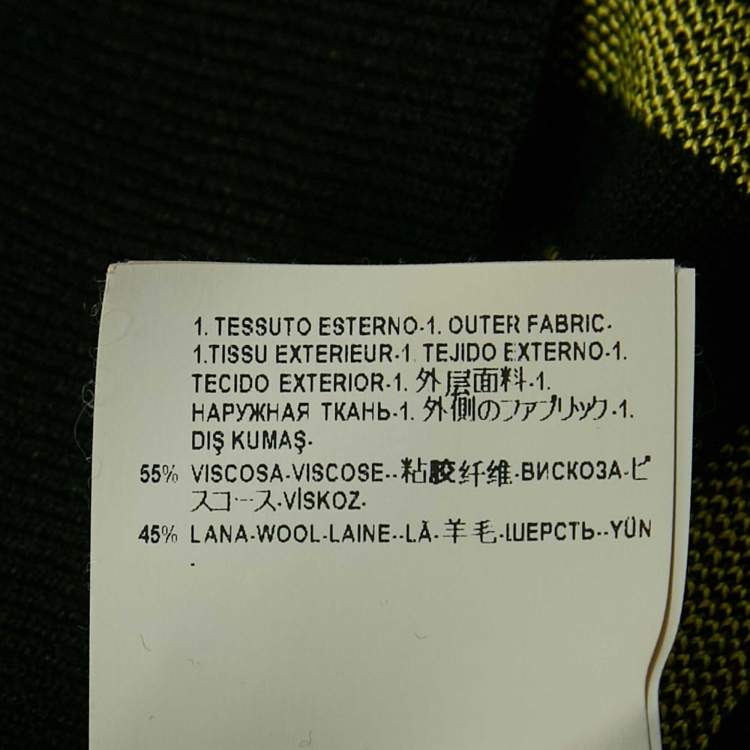 1. TESSUTO ESTERNO-1. OUTER FABRIC-
1.TISSU EXTERIEUR-1. TEJIDO EXTERNO-1.
TECIDO EXTERIOR-1. 外层面料-1.
НАРУЖНАЯ ТКАНЬ-1. 外側のファブリック-1.
DIŞ KUMAŞ-
55% VISCOSA-VISCOSE--粘胶纤维-ВИСКОЗА-ビ
スコース-VİSKOZ-
45% LANA-WOOL-LAINE--LÃ-羊毛-ШЕРСТЬ--YÜN
-